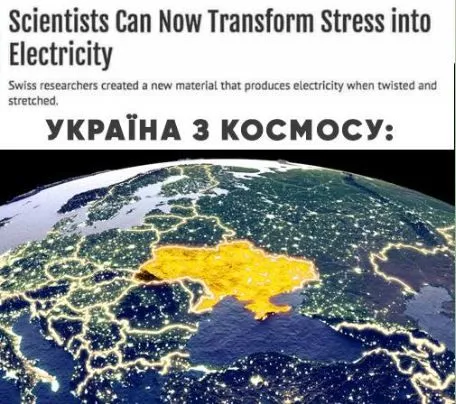 Scientists Can Now Transform Stress into
Electricity
Swiss researchers created a new material that produces electricity when twisted and
stretched.
УКРАЇНА З КОСМОСУ: